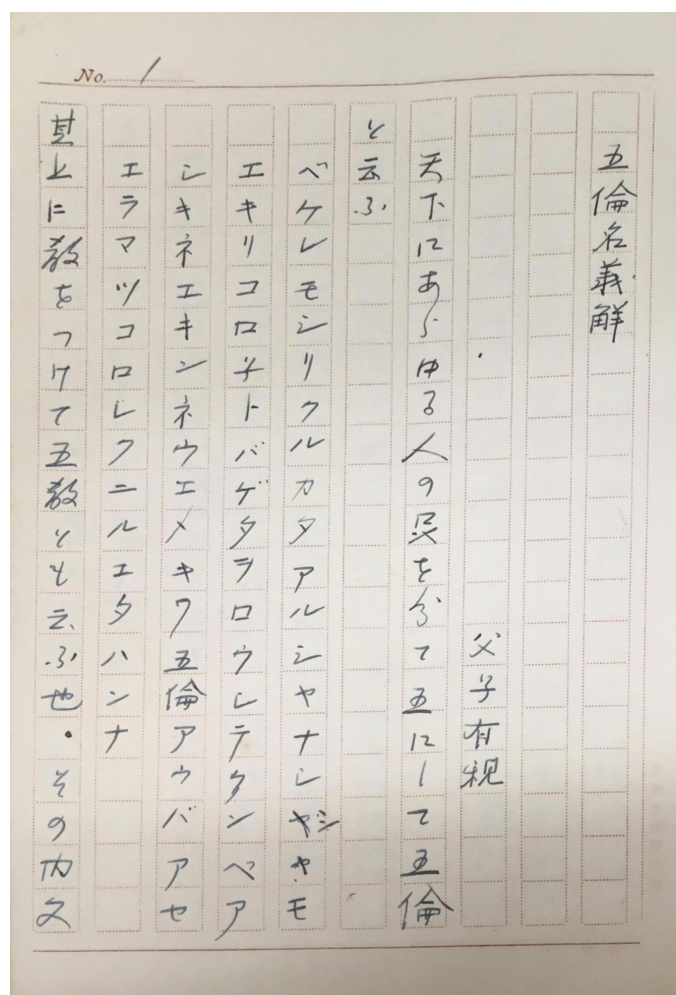 No. 1
五倫名義解
父子有親
天下にあらゆる人の品を分て五にして五倫
と云ふ
ベケレモシリクルカタアルシヤナシヤシヤモ
エキリコロ子トバゲタラロウレテタンベア
シキネエキンネウエメキワ五倫アウバアセ
エラマツコロレクニルエタハンナ
其上に教をつけて五教とも云ふ也・その内父